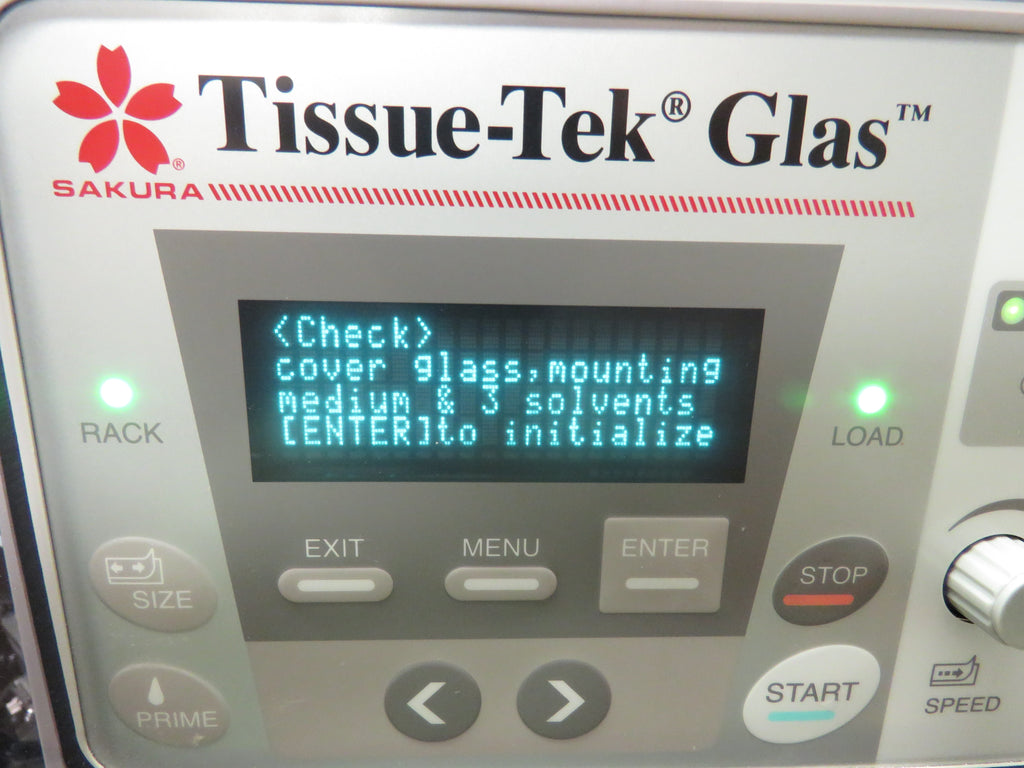 Tissue-Tek® Glas™
®
SAKURA
<Check>
cover glass,mounting
medium & 3 solvents
[ENTER]to initialize
RACK
LOAD
EXIT
MENU
ENTER
SIZE
STOP
PRIME
START
SPEED